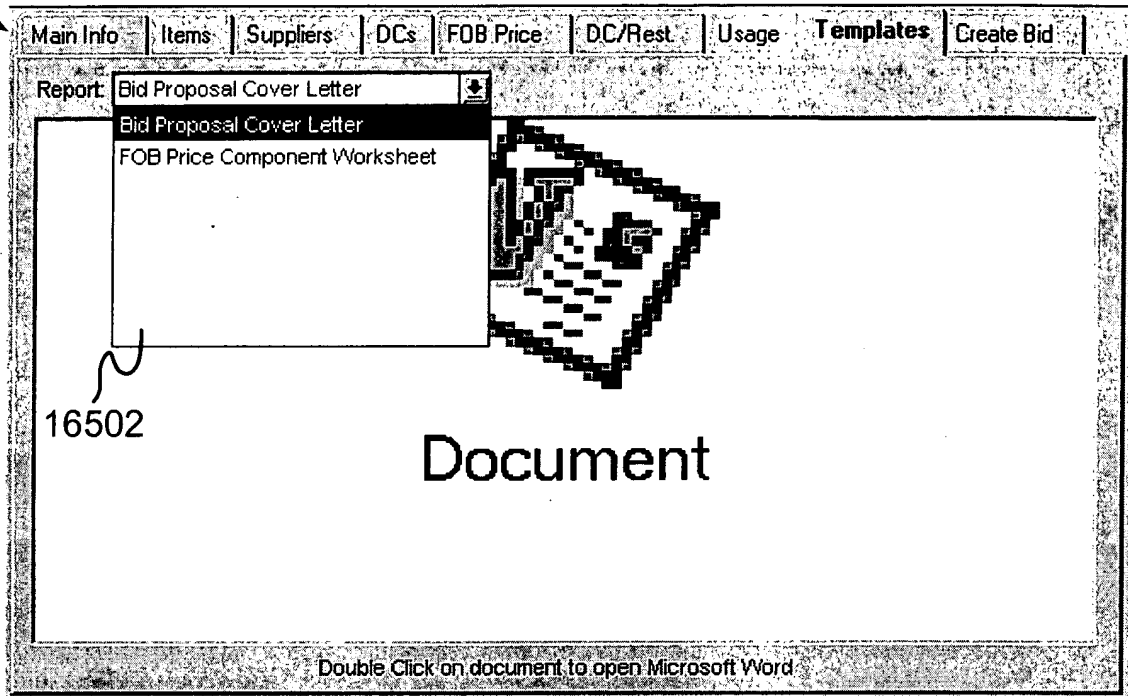 Main Info Items Suppliers DCs FOB Price DC/Rest. Usage Templates Create Bid
Report: Bid Proposal Cover Letter
Bid Proposal Cover Letter
FOB Price Component Worksheet
16502
Document
Double Click on document to open Microsoft Word